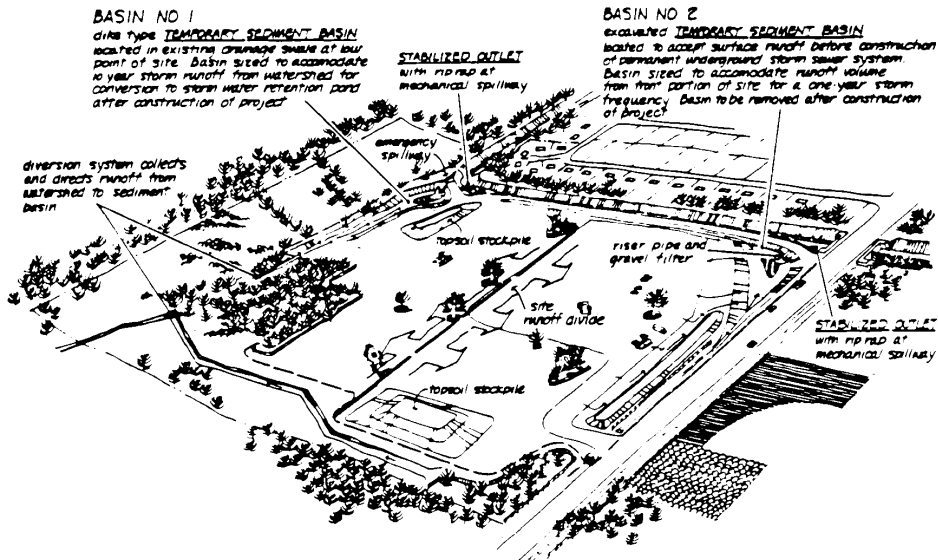 BASIN NO 1
dike type TEMPORARY SEDIMENT BASIN
located in existing drainage swale at low
point of site. Basin sized to accomodate
10 year storm runoff from watershed for
conversion to storm water retention pond
after construction of project
STABILIZED OUTLET
with rip rap at
mechanical spillway
BASIN NO 2
excavated TEMPORARY SEDIMENT BASIN
located to accept surface runoff before construction
of permanent underground storm sewer system.
Basin sized to accomodate runoff volume
from front portion of site for a one-year storm
frequency Basin to be removed after construction
of project
emergency
spillway
diversion system collects
and directs runoff from
watershed to sediment
basin
topsoil stockpile
riser pipe and
gravel filter
site
runoff divide
STABILIZED OUTLET
with rip rap at
mechanical spillway
topsoil stockpile